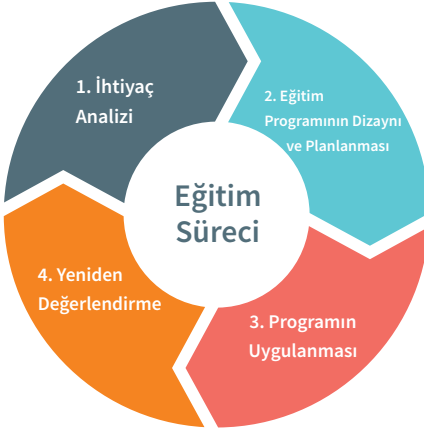 1. İhtiyaç
Analizi
2. Eğitim
Programının Dizaynı
ve Planlanması
Eğitim
Süreci
3. Programın
Uygulanması
4. Yeniden
Değerlendirme